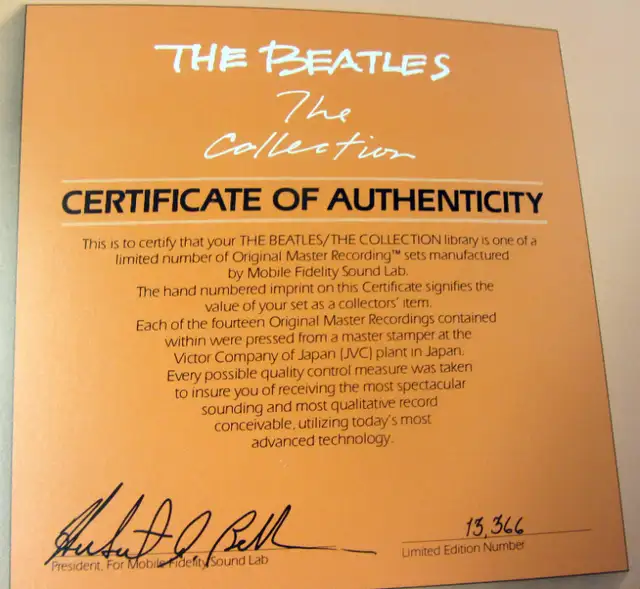 THE BEATLES
The
Collection
CERTIFICATE OF AUTHENTICITY
This is to certify that your THE BEATLES/THE COLLECTION library is one of a
limited number of Original Master Recording™ sets manufactured
by Mobile Fidelity Sound Lab.
The hand numbered imprint on this Certificate signifies the
value of your set as a collectors' item.
Each of the fourteen Original Master Recordings contained
within were pressed from a master stamper at the
Victor Company of Japan (JVC) plant in Japan.
Every possible quality control measure was taken
to insure you of receiving the most spectacular
sounding and most qualitative record
conceivable, utilizing today's most
advanced technology.
13,366
President, For Mobile Fidelity Sound Lab
Limited Edition Number